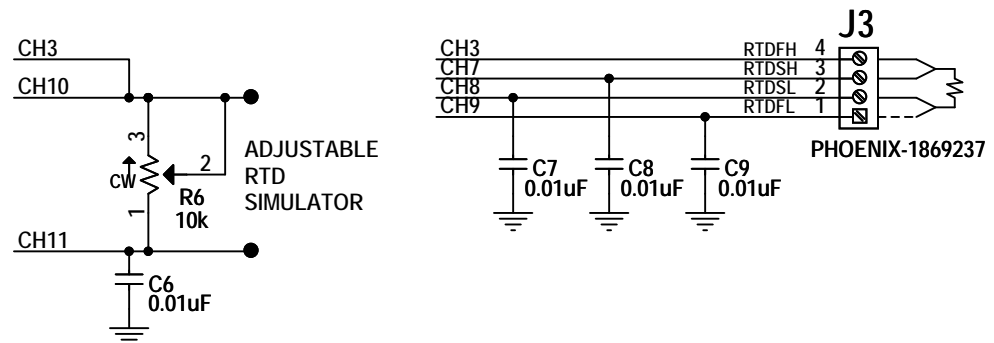 CH3
CH10
3
CW
2
R6
10k
1
ADJUSTABLE
RTD
SIMULATOR
CH11
C6
0.01uF
J3
CH3 RTDFH 4
CH7 RTDSH 3
CH8 RTDSL 2
CH9 RTDFL 1
PHOENIX-1869237
C7
0.01uF
C8
0.01uF
C9
0.01uF